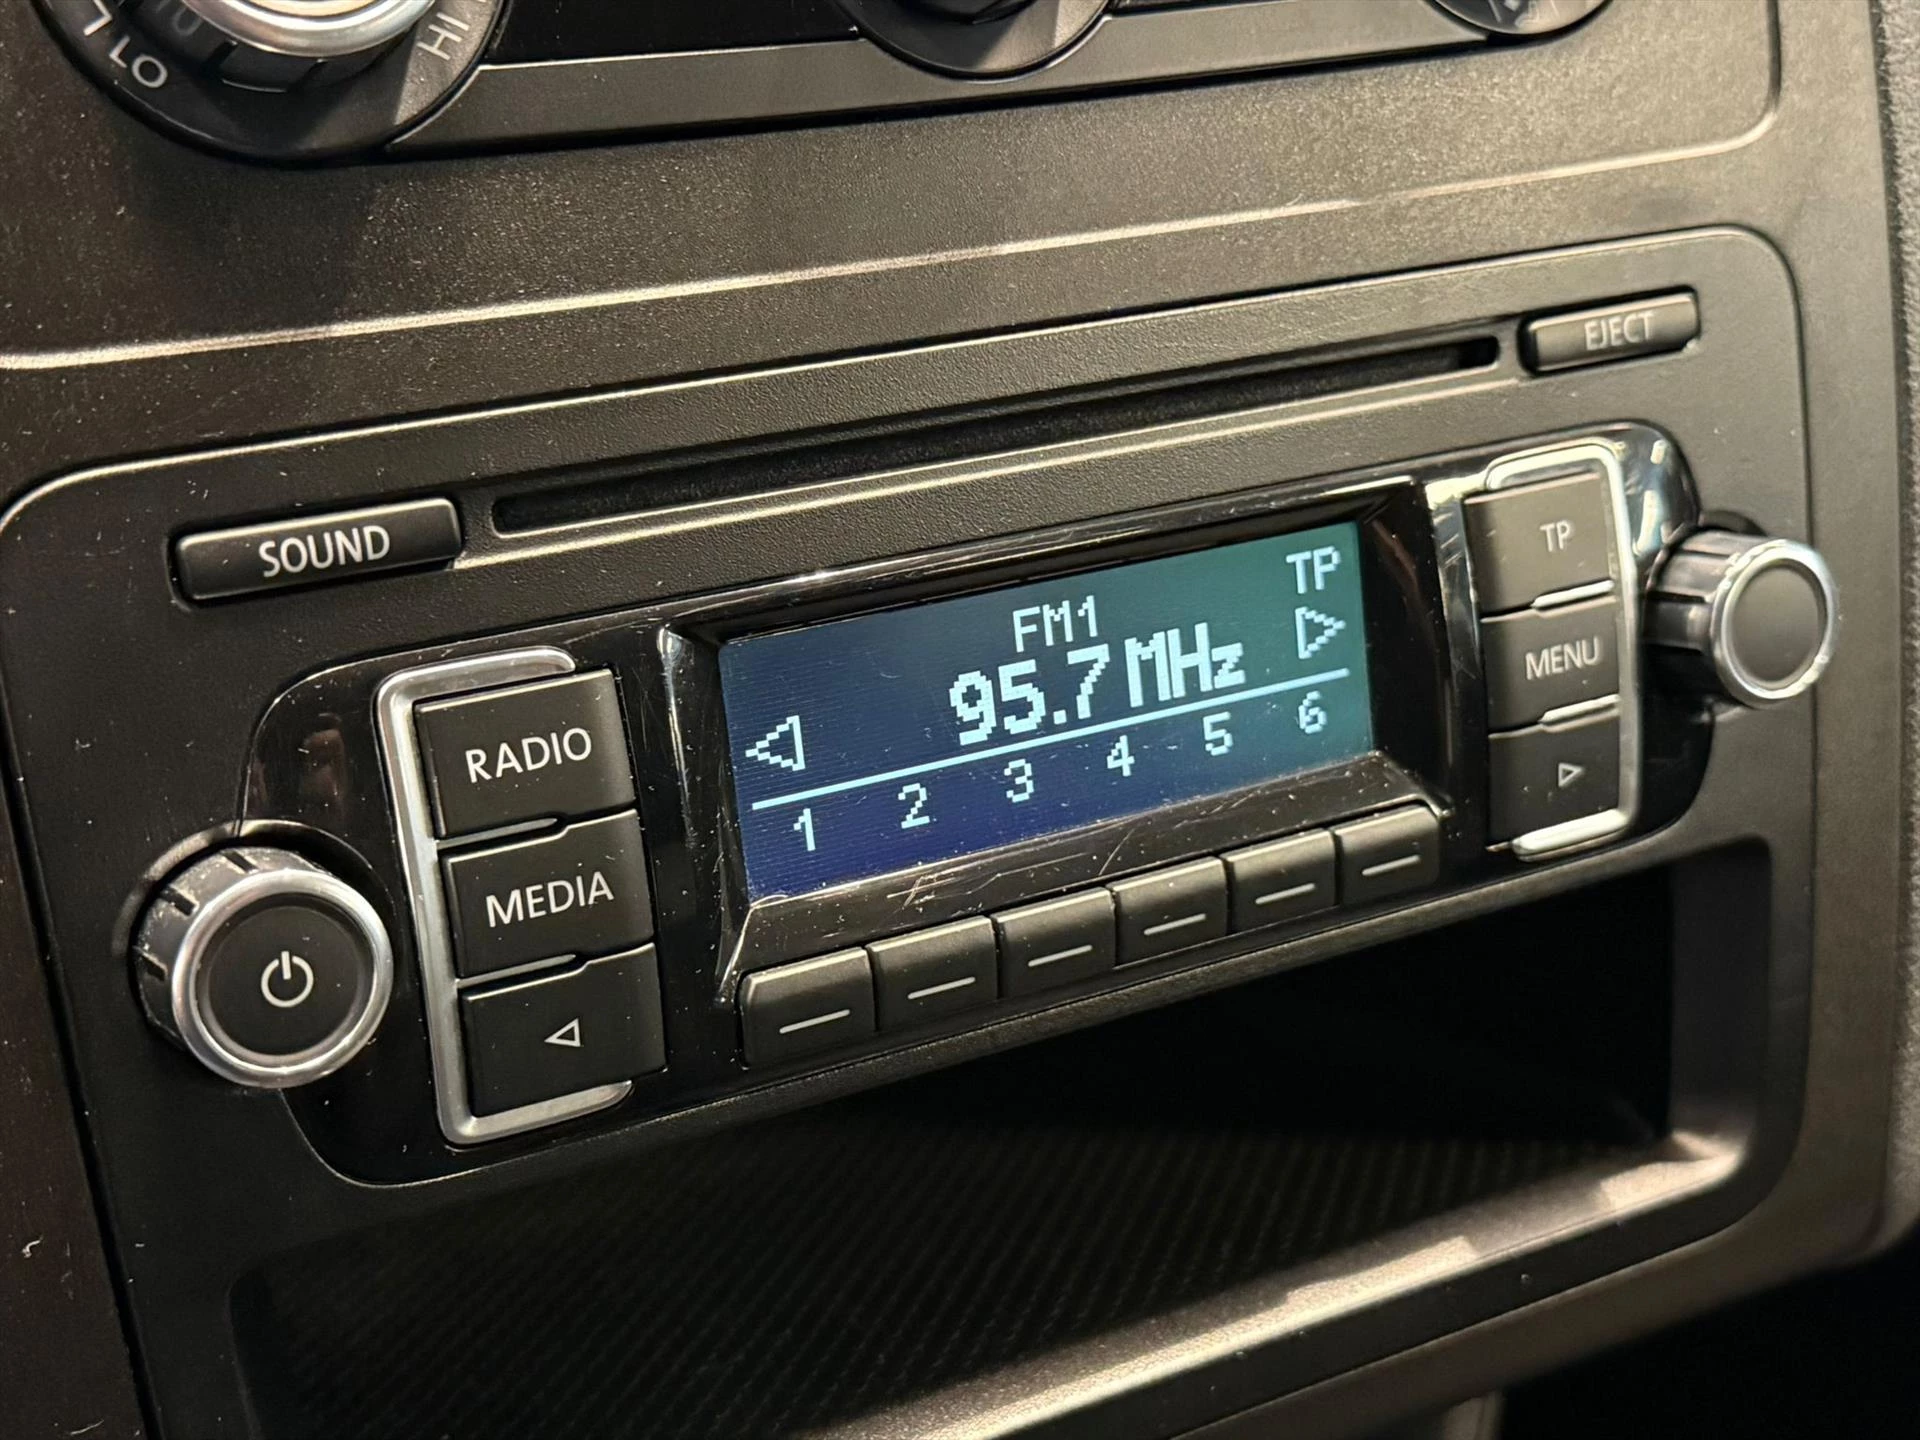 LO
HI
EJECT
SOUND
TP
TP
FM1
95.7 MHz
MENU
RADIO
1 2 3 4 5 6
MEDIA